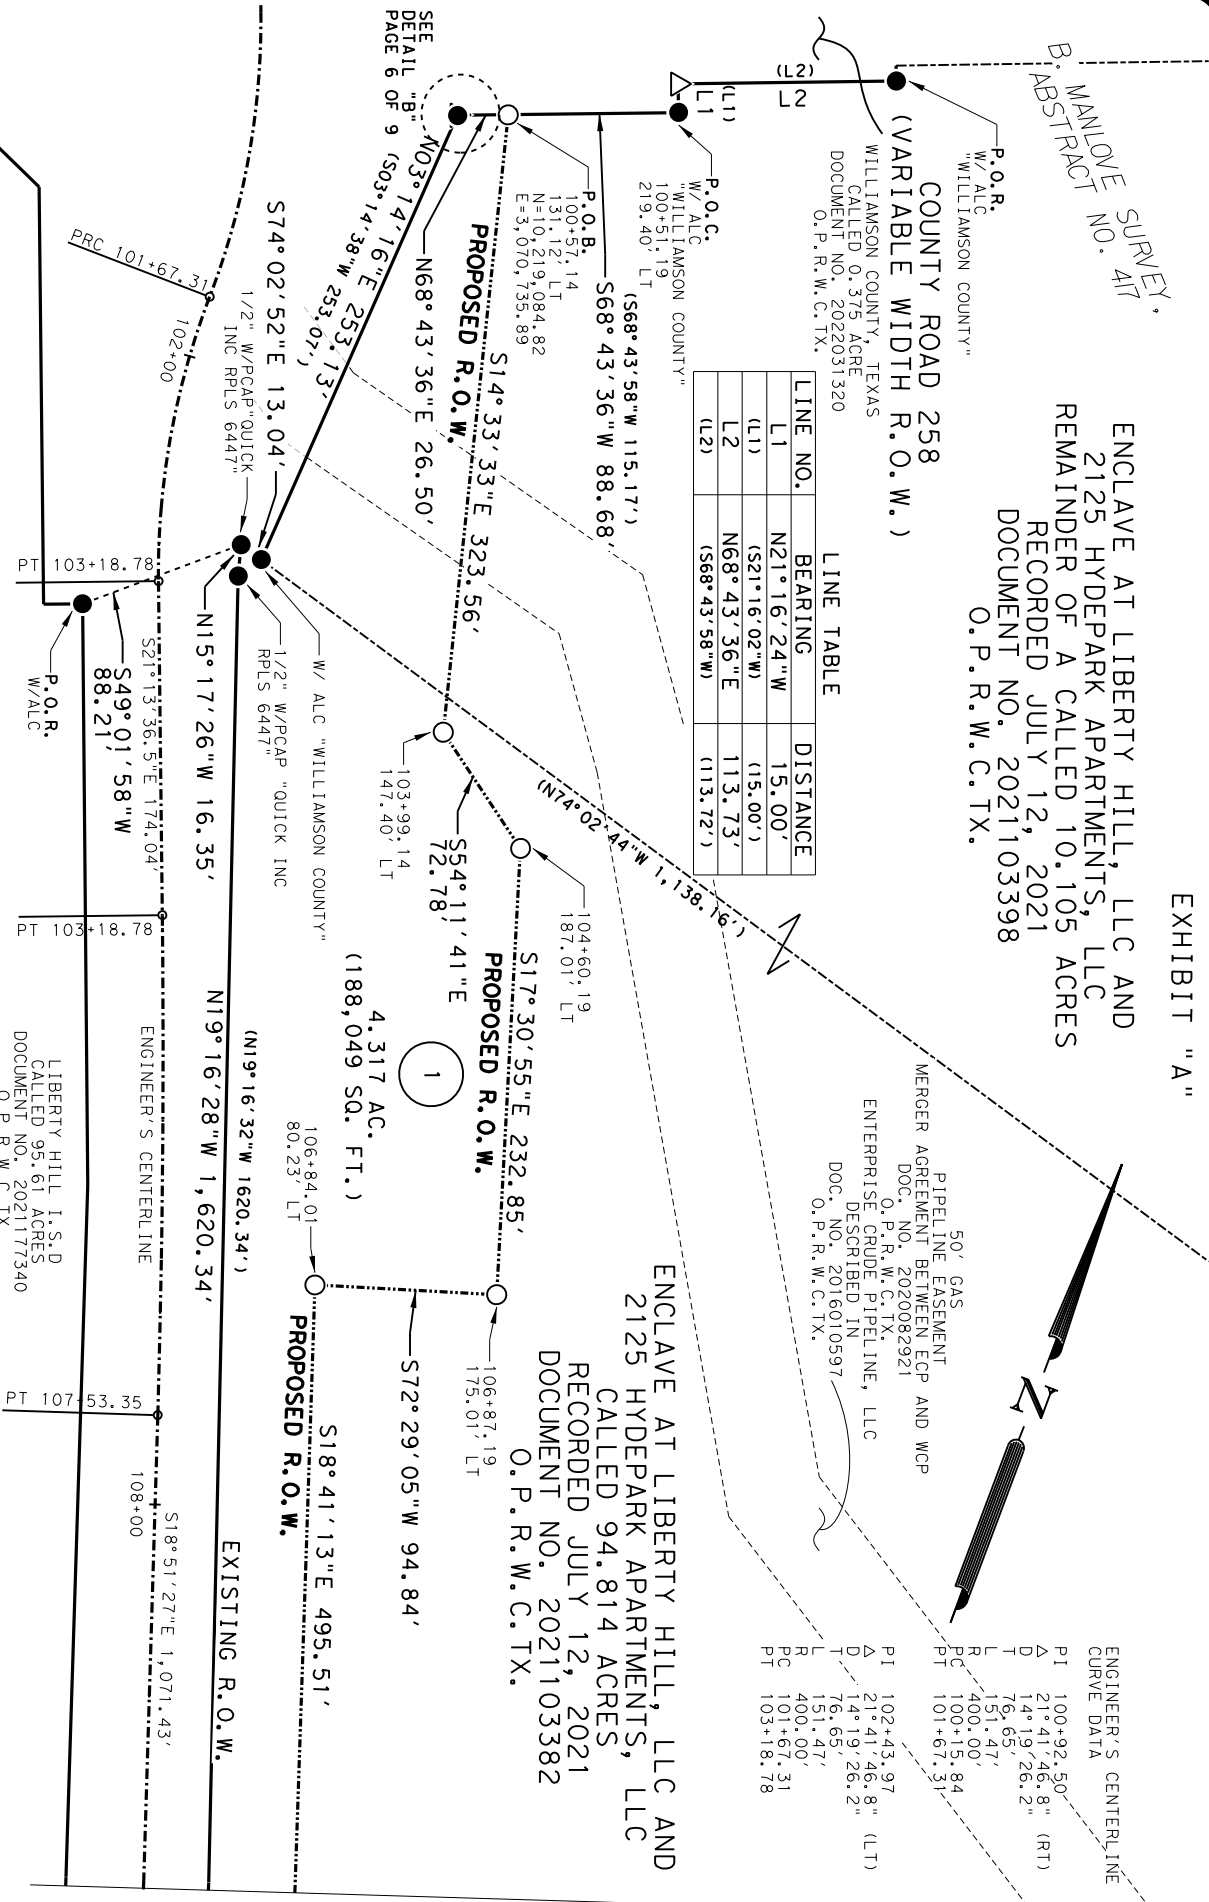 EXHIBIT "A"
B. MANLOVE SURVEY,
ABSTRACT NO. 417
ENCLAVE AT LIBERTY HILL, LLC AND
2125 HYDEPARK APARTMENTS, LLC
REMAINDER OF A CALLED 10.105 ACRES
RECORDED JULY 12, 2021
DOCUMENT NO. 2021103398
O.P.R.W.C.TX.
P.O.R.
W/ ALC
"WILLIAMSON COUNTY"
COUNTY ROAD 258
(VARIABLE WIDTH R.O.W.)
WILLIAMSON COUNTY, TEXAS
CALLED 0.375 ACRE
DOCUMENT NO. 2022031320
O.P.R.W.C.TX.
(L2)
L2
(L1)
L1
P.O.C.
W/ ALC
"WILLIAMSON COUNTY"
100+51.19
219.40' LT
(S68°43'58"W 115.17')
S68°43'36"W 88.68'
P.O.B.
100+57.14
131.12' LT
N=10,219,084.82
E=3,070,735.89
LINE TABLE
LINE NO. BEARING DISTANCE
L1 N21°16'24"W 15.00'
(L1) (S21°16'02"W) (15.00')
L2 N68°43'36"E 113.73'
(L2) (S68°43'58"W) (113.72')
S14°33'33"E 323.56'
PROPOSED R.O.W.
N68°43'36"E 26.50'
SEE
DETAIL "B"
PAGE 6 OF 9
N03°14'16"E 253.13'
(S03°14'38"W 253.07')
S74°02'52"E 13.04'
1/2" W/PCAP"QUICK
INC RPLS 6447"
PRC 101+67.31
102+00
W/ ALC "WILLIAMSON COUNTY"
1/2" W/PCAP "QUICK INC
RPLS 6447"
N15°17'26"W 16.35'
PT 103+18.78
S21°13'36.5"E 174.04'
S49°01'58"W
88.21'
P.O.R.
W/ALC
PT 103+18.78
103+99.14
147.40' LT
S54°11'41"E
72.78'
104+60.19
187.01' LT
(N74°02'44"W 1,138.16')
S17°30'55"E 232.85'
PROPOSED R.O.W.
1
4.317 AC.
(188,049 SQ. FT.)
106+84.01
80.23' LT
106+87.19
175.01' LT
S72°29'05"W 94.84'
(N19°16'32"W 1620.34')
N19°16'28"W 1,620.34'
ENGINEER'S CENTERLINE
LIBERTY HILL I.S.D
CALLED 95.61 ACRES
DOCUMENT NO. 2021177340
O.P.R.W.C.TX
50' GAS
PIPELINE EASEMENT
MERGER AGREEMENT BETWEEN ECP AND WCP
DOC. NO. 2020082921
O.P.R.W.C.TX.
ENTERPRISE CRUDE PIPELINE, LLC
DESCRIBED IN
DOC. NO. 2016010597
O.P.R.W.C.TX.
N
ENCLAVE AT LIBERTY HILL, LLC AND
2125 HYDEPARK APARTMENTS, LLC
CALLED 94.814 ACRES
RECORDED JULY 12, 2021
DOCUMENT NO. 2021103382
O.P.R.W.C.TX.
S18°41'13"E 495.51'
PROPOSED R.O.W.
EXISTING R.O.W.
PT 107+53.35
108+00
S18°51'27"E 1,071.43'
ENGINEER'S CENTERLINE
CURVE DATA
PI 100+92.50
Δ 21°41'46.8" (RT)
D 14°19'26.2"
T 76.65'
L 151.47'
R 400.00'
PC 100+15.84
PT 101+67.31
PI 102+43.97
Δ 21°41'46.8" (LT)
D 14°19'26.2"
T 76.65'
L 151.47'
R 400.00'
PC 101+67.31
PT 103+18.78